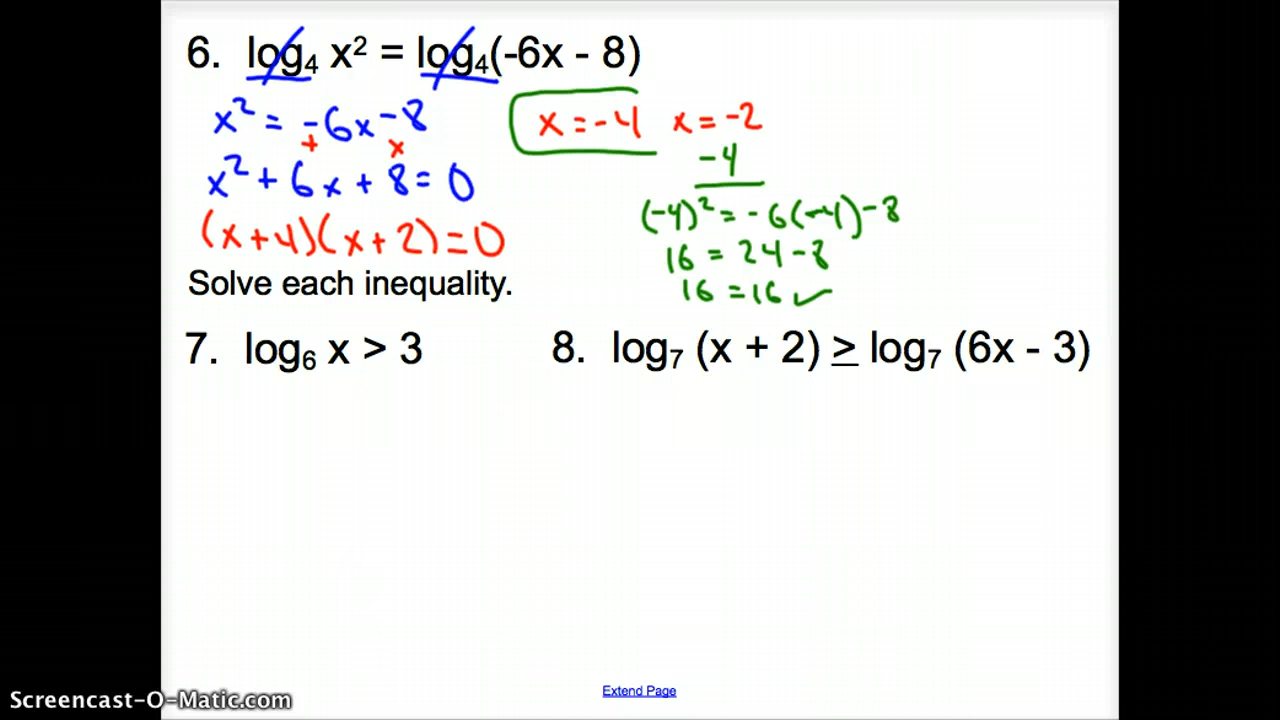 6. log₄ x² = log₄(-6x - 8)
x² = -6x - 8
+ x
x = -4 x = -2
x² + 6x + 8 = 0
-4
(x+4)(x+2) = 0
(-4)² = -6(-4) - 8
16 = 24 - 8
16 = 16 ✓
Solve each inequality.
7. log₆ x > 3
8. log₇ (x + 2) ≥ log₇ (6x - 3)
Extend Page
Screencast-O-Matic.com